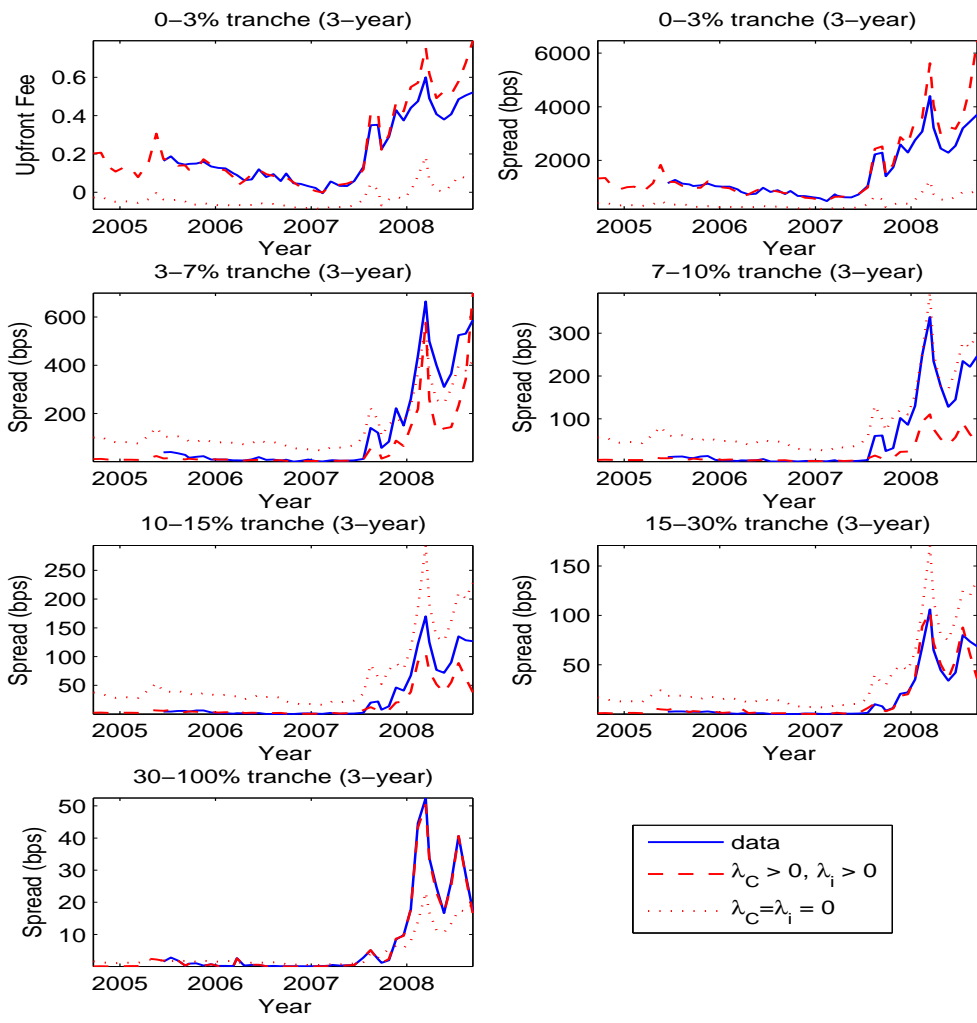 0−3% tranche (3−year)
Upfront Fee
0.6
0.4
0.2
0
2005 2006 2007 2008
Year
0−3% tranche (3−year)
Spread (bps)
6000
4000
2000
2005 2006 2007 2008
Year
3−7% tranche (3−year)
Spread (bps)
600
400
200
2005 2006 2007 2008
Year
7−10% tranche (3−year)
Spread (bps)
300
200
100
2005 2006 2007 2008
Year
10−15% tranche (3−year)
Spread (bps)
250
200
150
100
50
2005 2006 2007 2008
Year
15−30% tranche (3−year)
Spread (bps)
150
100
50
2005 2006 2007 2008
Year
30−100% tranche (3−year)
Spread (bps)
50
40
30
20
10
2005 2006 2007 2008
Year
data
λ_C > 0, λ_i > 0
λ_C=λ_i = 0